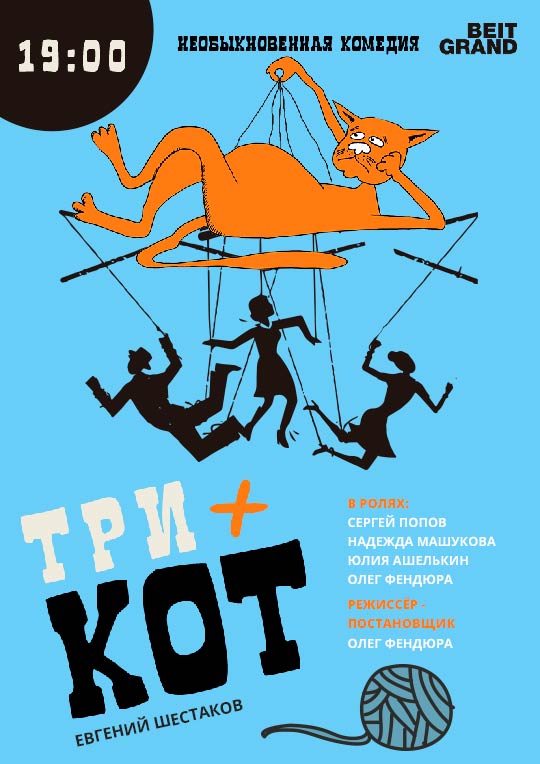 19:00
НЕОБЫКНОВЕННАЯ КОМЕДИЯ
BEIT
GRAND
ТРИ +
КОТ
ЕВГЕНИЙ ШЕСТАКОВ
В РОЛЯХ:
СЕРГЕЙ ПОПОВ
НАДЕЖДА МАШУКОВА
ЮЛИЯ АШЕЛЬКИН
ОЛЕГ ФЕНДЮРА
РЕЖИССЁР -
ПОСТАНОВЩИК
ОЛЕГ ФЕНДЮРА